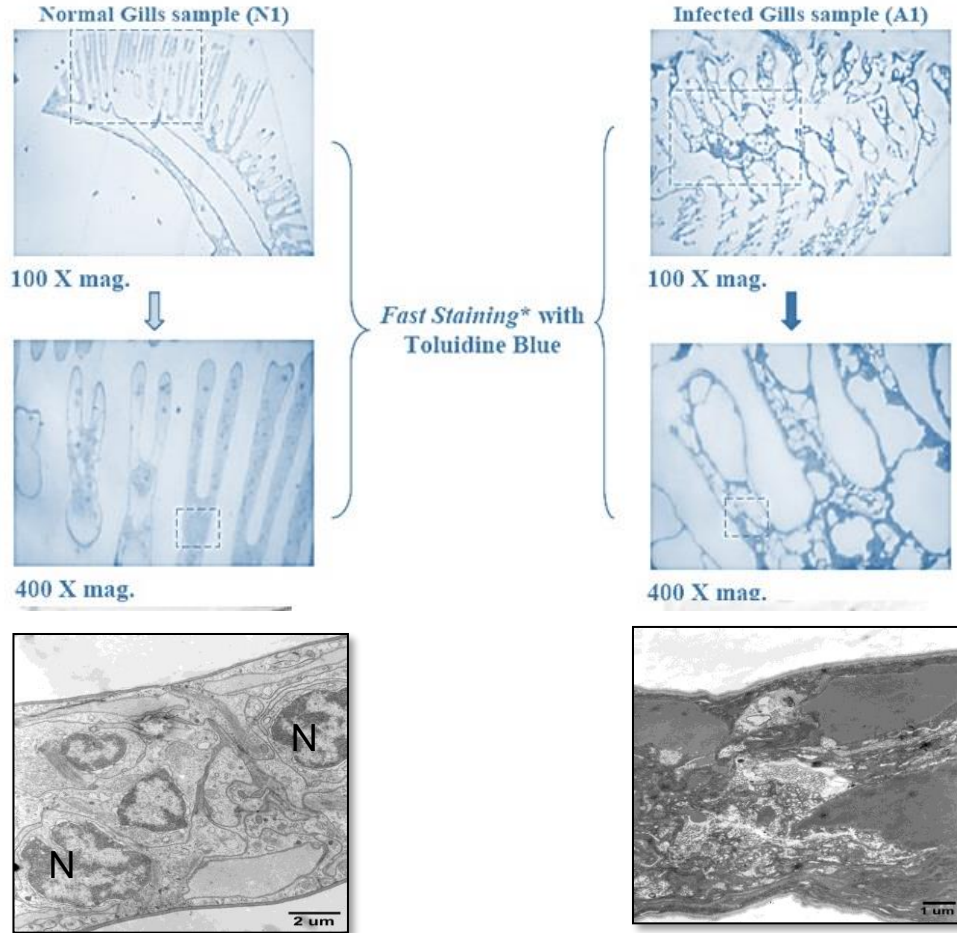 Normal Gills sample (N1)
Infected Gills sample (A1)
100 X mag.
100 X mag.
Fast Staining* with
Toluidine Blue
400 X mag.
400 X mag.
N
N
2 um
1 um